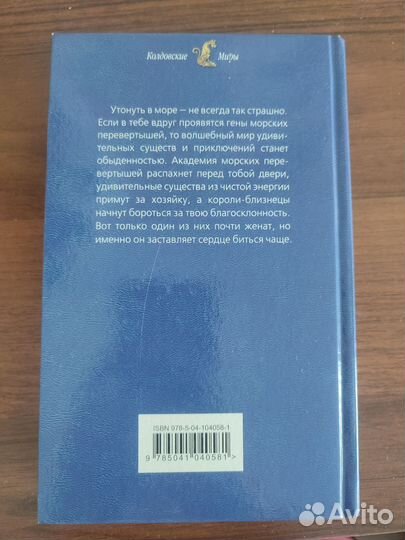 Колдовские Миры
Утонуть в море — не всегда так страшно.
Если в тебе вдруг проявятся гены морских
перевертышей, то волшебный мир удиви-
тельных существ и приключений станет
обыденностью. Академия морских пере-
вертышей распахнет перед тобой двери,
удивительные существа из чистой энергии
примут за хозяйку, а короли-близнецы
начнут бороться за твою благосклонность.
Вот только один из них почти женат, но
именно он заставляет сердце биться чаще.
ISBN 978-5-04-104058-1
9 785041 040581 >
Avito